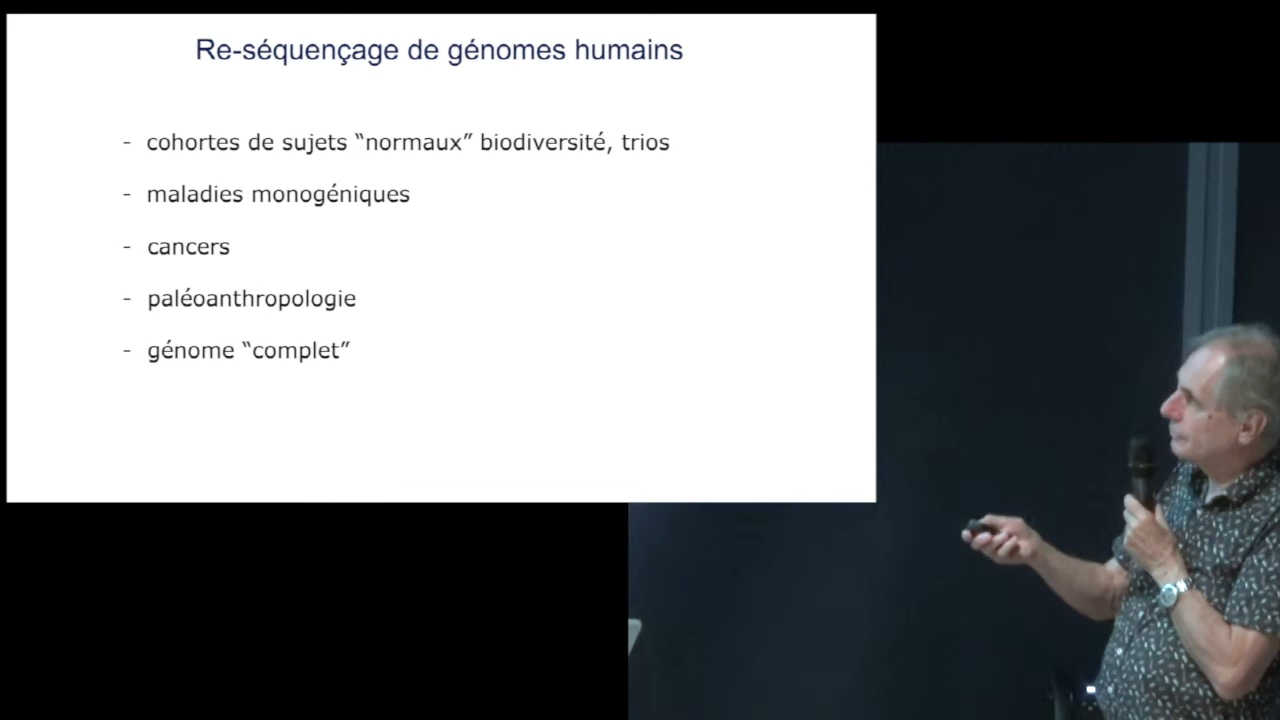 Re-séquençage de génomes humains
- cohortes de sujets “normaux” biodiversité, trios
- maladies monogéniques
- cancers
- paléoanthropologie
- génome “complet”